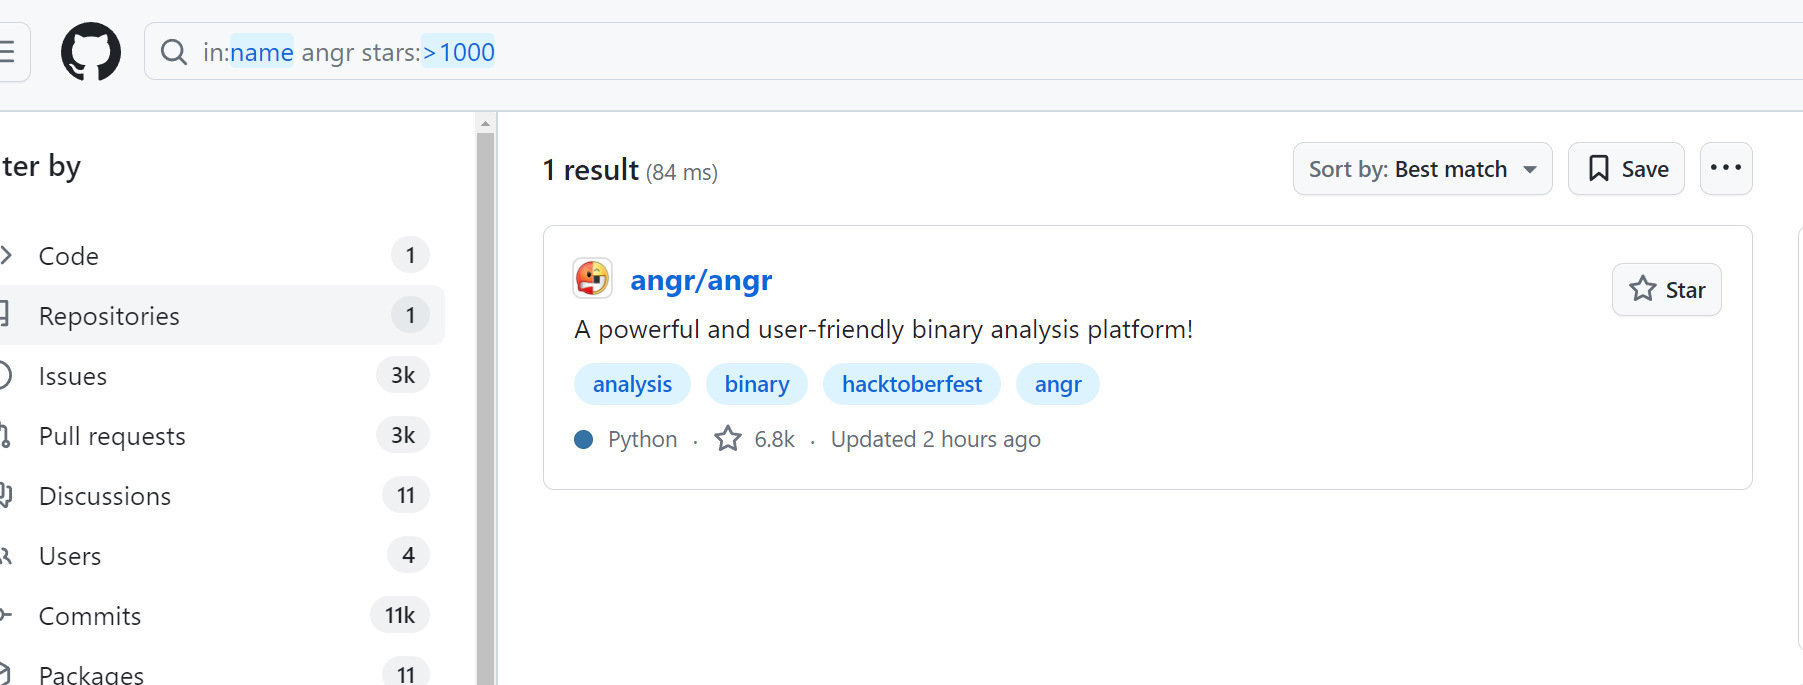 in:name angr stars:>1000
ter by
Code 1
Repositories 1
Issues 3k
Pull requests 3k
Discussions 11
Users 4
Commits 11k
Packages 11
1 result (84 ms)
Sort by: Best match
Save
angr/angr
Star
A powerful and user-friendly binary analysis platform!
analysis binary hacktoberfest angr
Python · 6.8k · Updated 2 hours ago